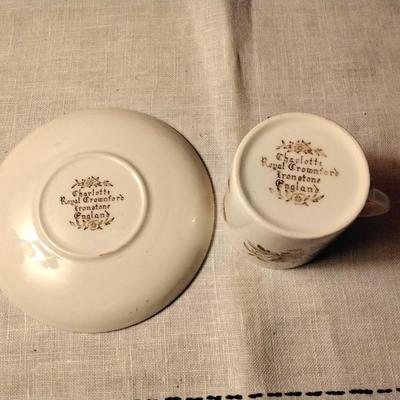 Charlotte
Royal Crownford
Ironstone
England
Charlotte
Royal Crownford
Ironstone
England